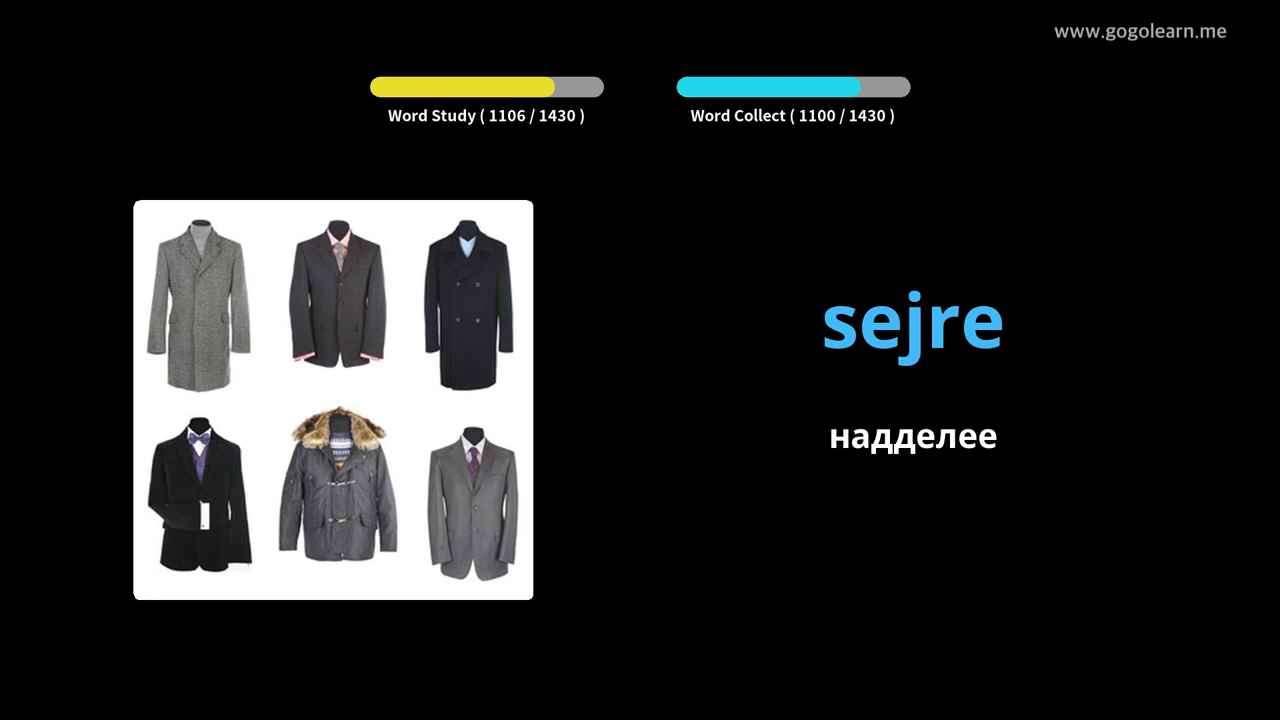 www.gogolearn.me
Word Study ( 1106 / 1430 )
Word Collect ( 1100 / 1430 )
sejre
надделее